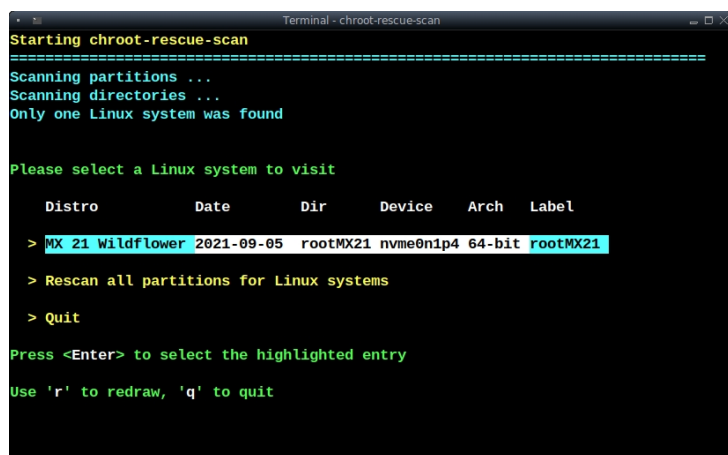 Terminal - chroot-rescue-scan
Starting chroot-rescue-scan
===============================================================================
Scanning partitions ...
Scanning directories ...
Only one Linux system was found
Please select a Linux system to visit
Distro Date Dir Device Arch Label
> MX 21 Wildflower 2021-09-05 rootMX21 nvme0n1p4 64-bit rootMX21
> Rescan all partitions for Linux systems
> Quit
Press <Enter> to select the highlighted entry
Use 'r' to redraw, 'q' to quit